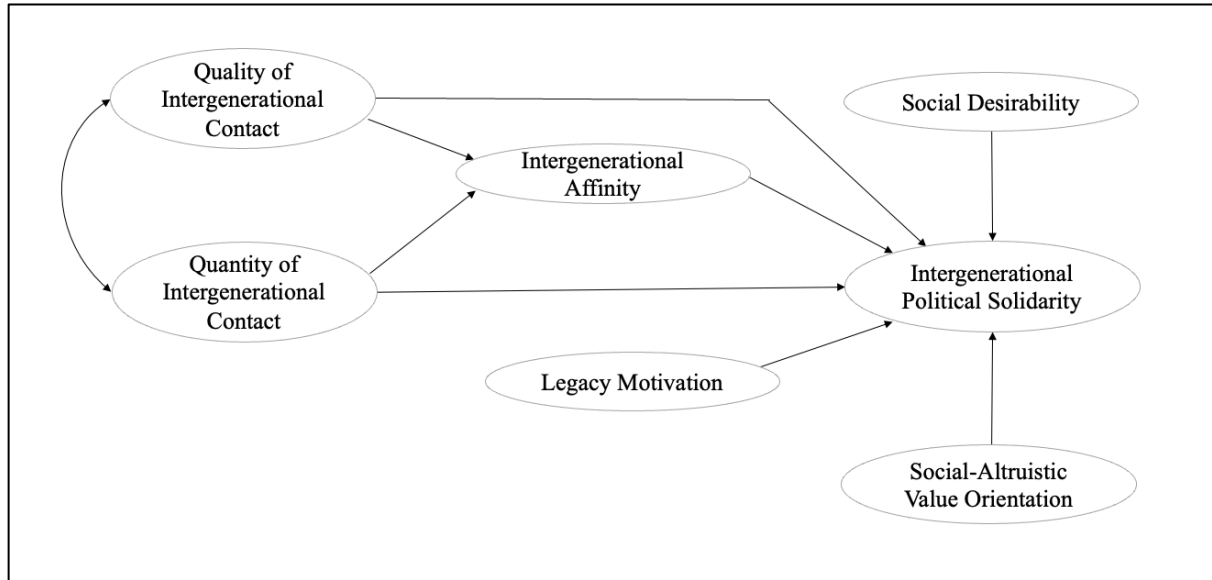 Quality of
Intergenerational
Contact
Social Desirability
Intergenerational
Affinity
Quantity of
Intergenerational
Contact
Intergenerational
Political Solidarity
Legacy Motivation
Social-Altruistic
Value Orientation